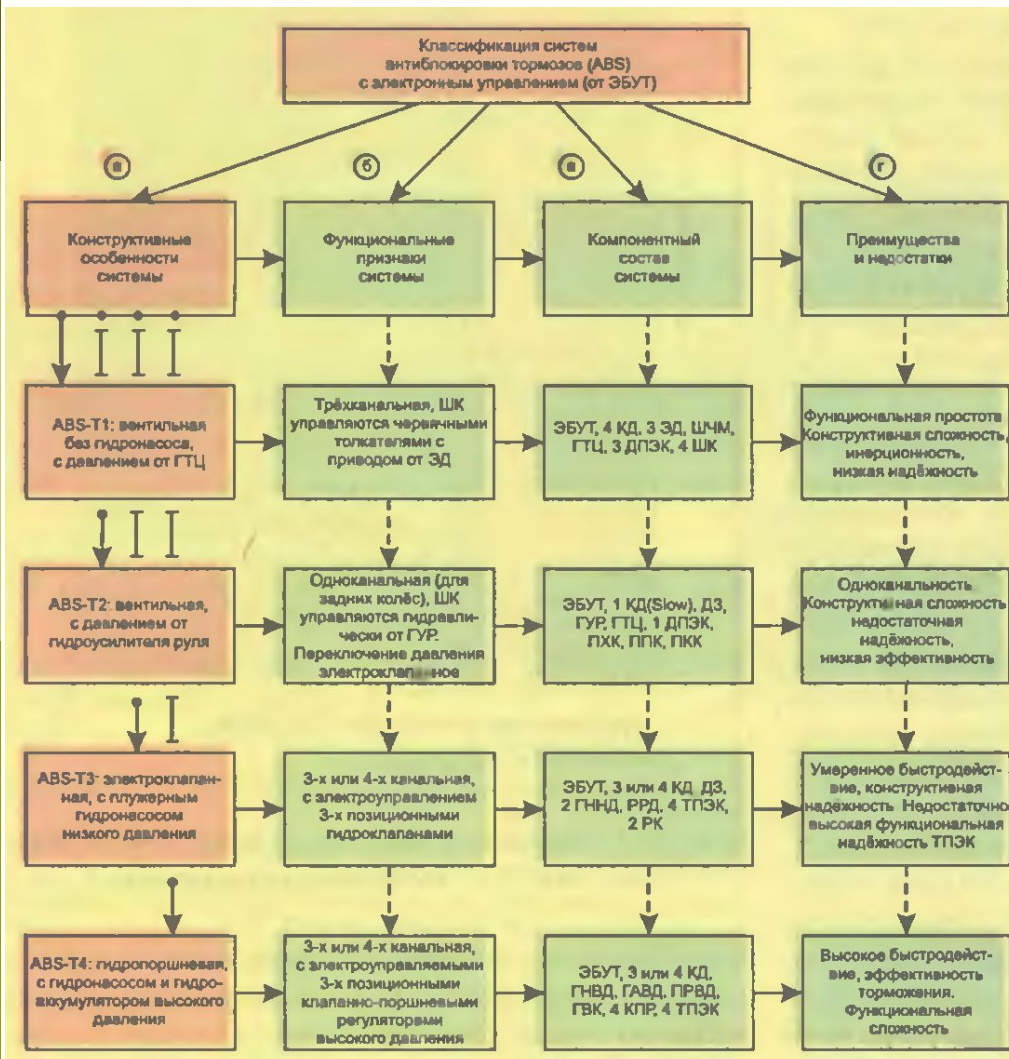 Классификация систем
антиблокировки тормозов (ABS)
с электронным управлением (от ЭБУТ)
а
б
в
г
Конструктивные
особенности
системы
Функциональные
признаки
системы
Компонентный
состав
системы
Преимущества
и недостатки
ABS-T1: вентильная
без гидронасоса,
с давлением от ГТЦ
Трёхканальная, ШК
управляются червячными
толкателями с
приводом от ЭД
ЭБУТ, 4 КД, 3 ЭД, ШЧМ,
ГТЦ, 3 ДПЭК, 4 ШК
Функциональная простота
Конструктивная сложность,
инерционность,
низкая надёжность
ABS-T2: вентильная,
с давлением от
гидроусилителя руля
Одноканальная (для
задних колёс), ШК
управляются гидравли-
чески от ГУР.
Переключение давления
электроклапанное
ЭБУТ, 1 КД(Slow), ДЗ,
ГУР, ГТЦ, 1 ДПЭК,
ПХК, ППК, ПКК
Одноканальность
Конструктивная сложность
недостаточная
надёжность,
низкая эффективность
ABS-T3: электроклапан-
ная, с плужерным
гидронасосом
низкого давления
3-х или 4-х канальная,
с электроуправлением
3-х позиционными
гидроклапанами
ЭБУТ, 3 или 4 КД, ДЗ,
2 ГННД, РРД, 4 ТПЭК,
2 РК
Умеренное быстродейст-
вие, конструктивная
надёжность Недостаточно
высокая функциональная
надёжность ТПЭК
ABS-T4: гидропоршневая,
с гидронасосом и гидро-
аккумулятором высокого
давления
3-х или 4-х канальная,
с электроуправляемыми
3-х позиционными
клапанно-поршневыми
регуляторами
высокого давления
ЭБУТ, 3 или 4 КД,
ГНВД, ГАВД, ПРВД,
ГВК, 4 КПР, 4 ТПЭК
Высокое быстродейст-
вие, эффективность
торможения.
Функциональная
сложность